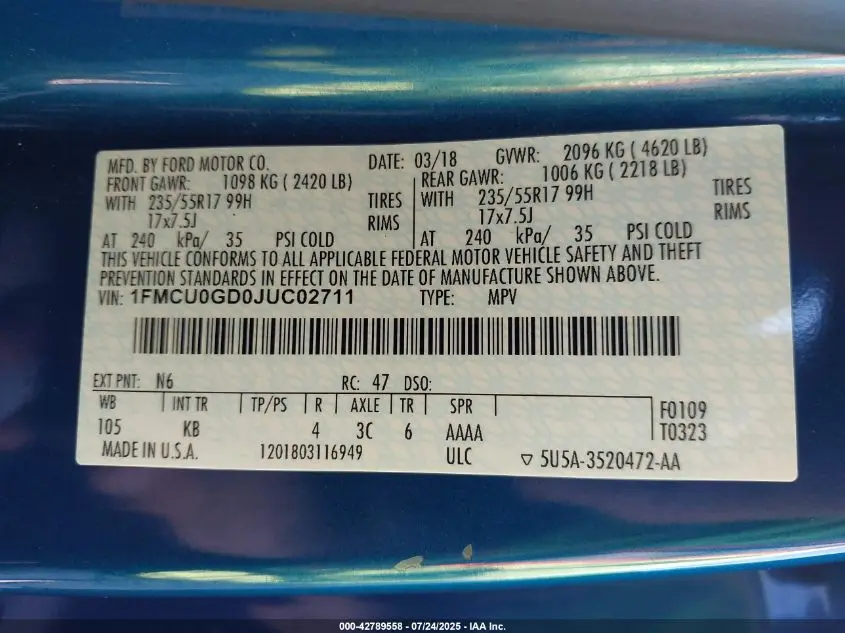 MFD. BY FORD MOTOR CO. DATE: 03/18 GVWR: 2096 KG ( 4620 LB)
FRONT GAWR: 1098 KG ( 2420 LB) REAR GAWR: 1006 KG ( 2218 LB)
WITH 235/55R17 99H TIRES WITH 235/55R17 99H TIRES
17x7.5J RIMS 17x7.5J RIMS
AT 240 kPa/ 35 PSI COLD AT 240 kPa/ 35 PSI COLD
THIS VEHICLE CONFORMS TO ALL APPLICABLE FEDERAL MOTOR VEHICLE SAFETY AND THEFT
PREVENTION STANDARDS IN EFFECT ON THE DATE OF MANUFACTURE SHOWN ABOVE.
VIN: 1FMCU0GD0JUC02711 TYPE: MPV
EXT PNT: N6 RC: 47 DSO:
WB INT TR TP/PS R AXLE TR SPR F0109
105 KB 4 3C 6 AAAA T0323
MADE IN U.S.A. 1201803116949 ULC ▽ 5U5A-3520472-AA
000-42789558 - 07/24/2025 - IAA Inc.